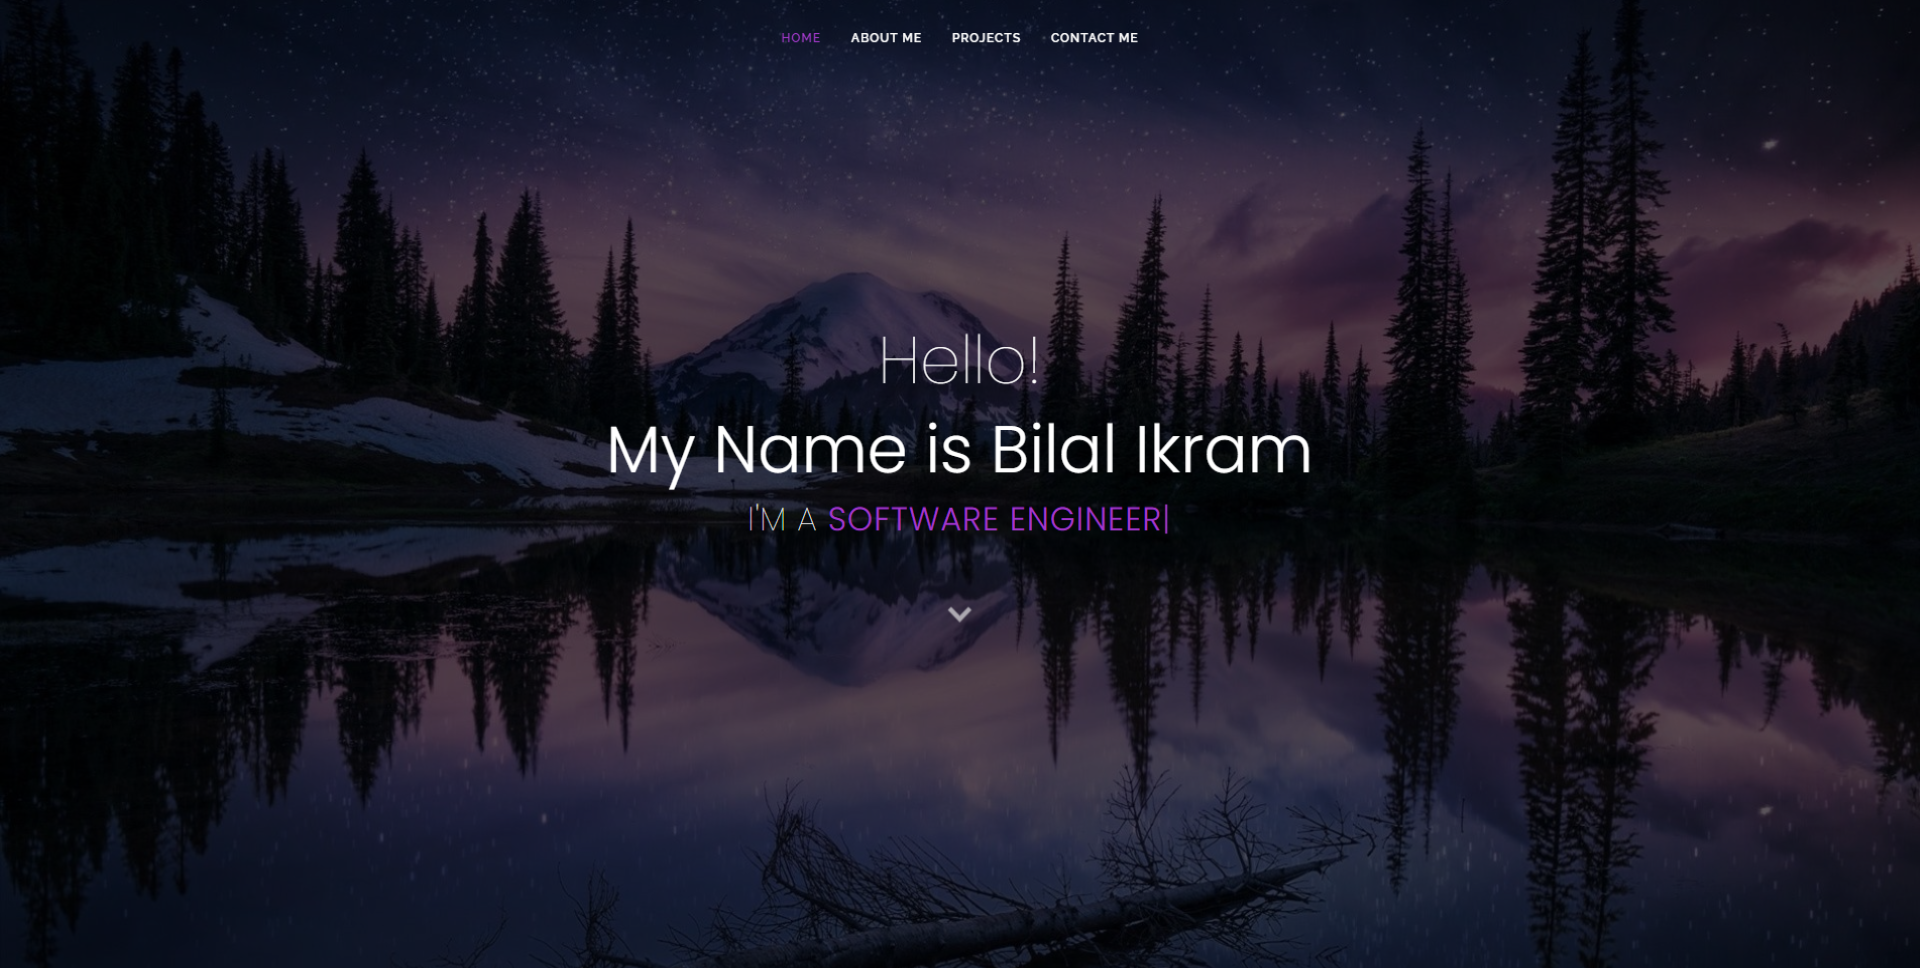 HOME ABOUT ME PROJECTS CONTACT ME
Hello!
My Name is Bilal Ikram
I'M A SOFTWARE ENGINEER|